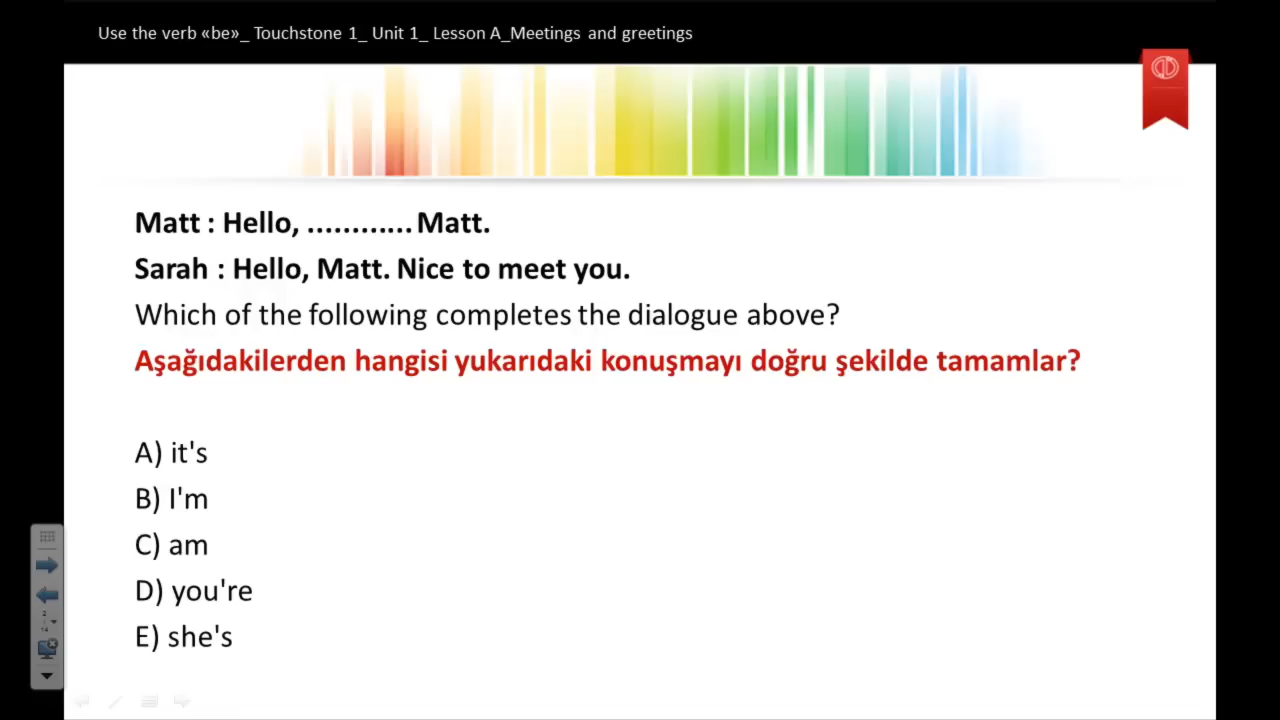 Use the verb «be»_ Touchstone 1_ Unit 1_ Lesson A_Meetings and greetings
Matt : Hello, ............ Matt.
Sarah : Hello, Matt. Nice to meet you.
Which of the following completes the dialogue above?
Aşağıdakilerden hangisi yukarıdaki konuşmayı doğru şekilde tamamlar?
A) it's
B) I'm
C) am
D) you're
E) she's